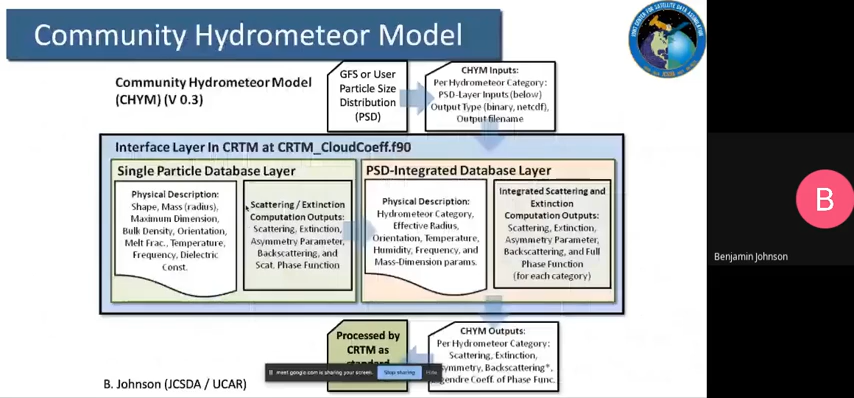 Community Hydrometeor Model
Community Hydrometeor Model
(CHYM) (V 0.3)
GFS or User
Particle Size
Distribution
(PSD)
CHYM Inputs:
Per Hydrometeor Category:
PSD-Layer Inputs (below)
Output Type (binary, netcdf),
Output filename
Interface Layer In CRTM at CRTM_CloudCoeff.f90
Single Particle Database Layer
Physical Description:
Shape, Mass (radius),
Maximum Dimension,
Bulk Density, Orientation,
Melt Frac., Temperature,
Frequency, Dielectric
Const.
Scattering / Extinction
Computation Outputs:
Scattering, Extinction,
Asymmetry Parameter,
Backscattering, and
Scat. Phase Function
PSD-Integrated Database Layer
Physical Description:
Hydrometeor Category,
Effective Radius,
Orientation, Temperature,
Humidity, Frequency, and
Mass-Dimension params.
Integrated Scattering and
Extinction
Computation Outputs:
Scattering, Extinction,
Asymmetry Parameter,
Backscattering, and Full
Phase Function
(for each category)
Processed by
CRTM as
standard
CHYM Outputs:
Per Hydrometeor Category:
Scattering, Extinction,
symmetry, Backscattering*,
gendre Coeff. of Phase Func.
meet.google.com is sharing your screen.
Stop sharing
Hide
B. Johnson (JCSDA / UCAR)
B
Benjamin Johnson